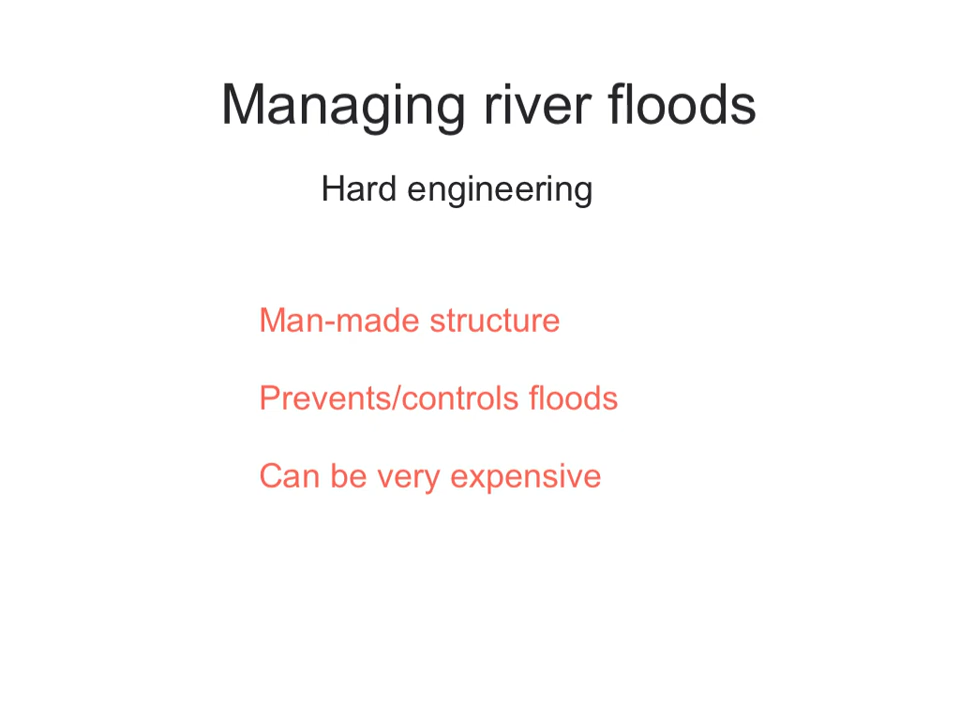 Managing river floods
Hard engineering
Man-made structure
Prevents/controls floods
Can be very expensive